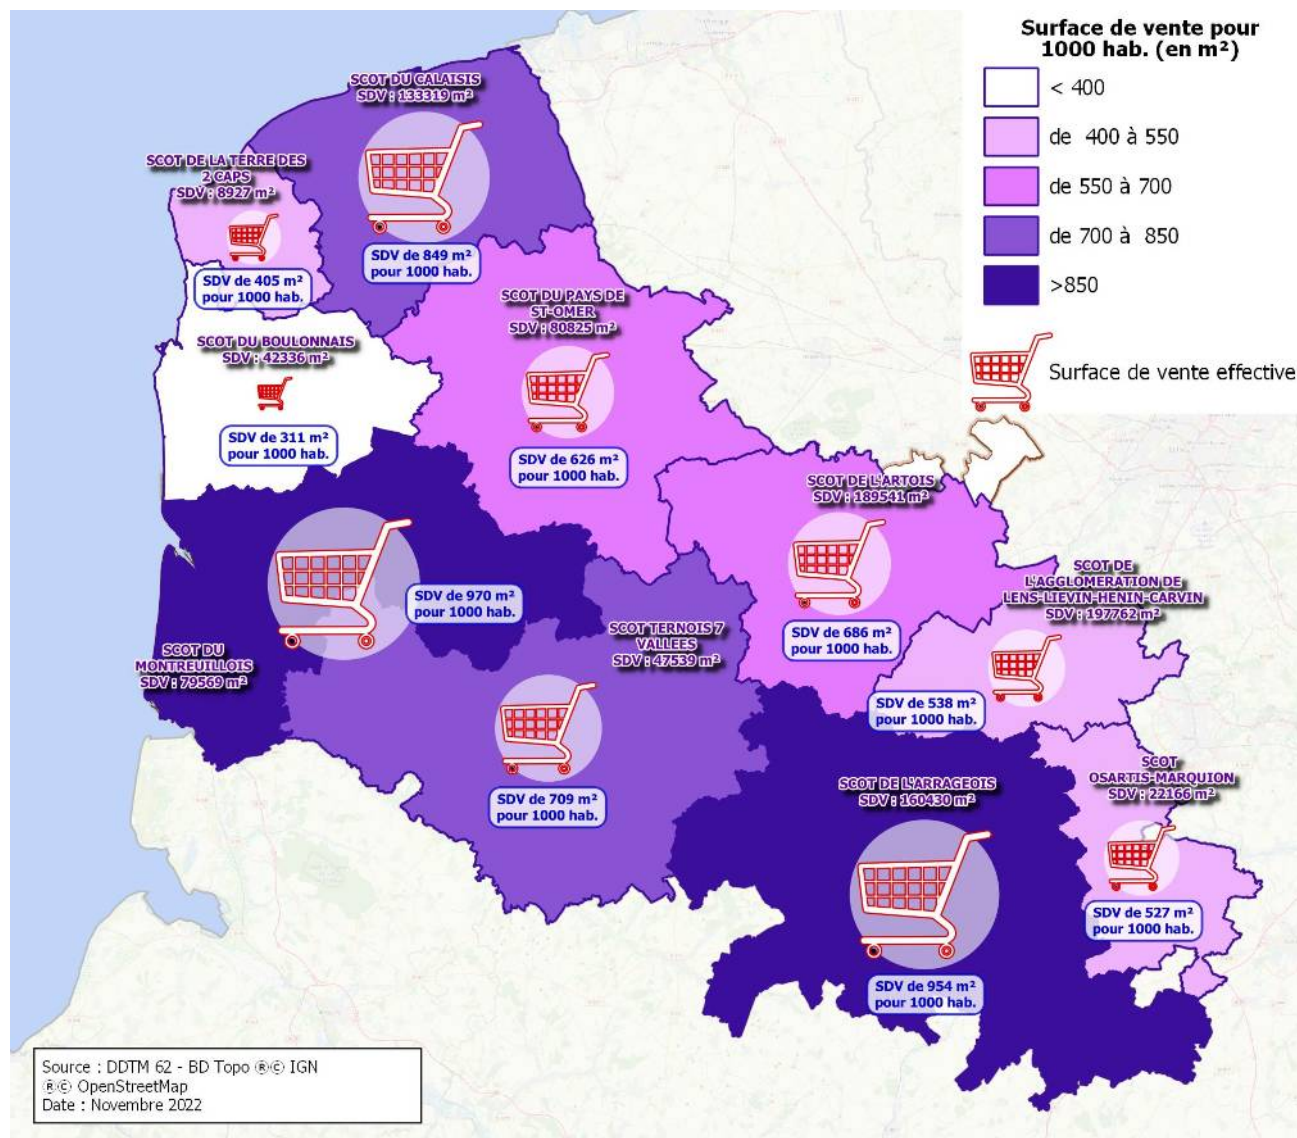 Surface de vente pour
1000 hab. (en m²)
< 400
de 400 à 550
de 550 à 700
de 700 à 850
>850
Surface de vente effective
SCOT DU CALAISIS
SDV : 133319 m²
SDV de 849 m²
pour 1000 hab.
SCOT DE LA TERRE DES
2 CAPS
SDV : 8927 m²
SDV de 405 m²
pour 1000 hab.
SCOT DU PAYS DE
ST-OMER
SDV : 80825 m²
SDV de 626 m²
pour 1000 hab.
SCOT DU BOULONNAIS
SDV : 42336 m²
SDV de 311 m²
pour 1000 hab.
SCOT DE L'ARTOIS
SDV : 189541 m²
SDV de 686 m²
pour 1000 hab.
SCOT DE
L'AGGLOMERATION DE
LENS-LIEVIN-HENIN-CARVIN
SDV : 197762 m²
SDV de 538 m²
pour 1000 hab.
SDV de 970 m²
pour 1000 hab.
SCOT DU
MONTREUILLOIS
SDV : 79569 m²
SCOT TERNOIS 7
VALLEES
SDV : 47539 m²
SDV de 709 m²
pour 1000 hab.
SCOT DE L'ARRAGEOIS
SDV : 160430 m²
SDV de 954 m²
pour 1000 hab.
SCOT
OSARTIS-MARQUION
SDV : 22166 m²
SDV de 527 m²
pour 1000 hab.
Source : DDTM 62 - BD Topo ®© IGN
®© OpenStreetMap
Date : Novembre 2022